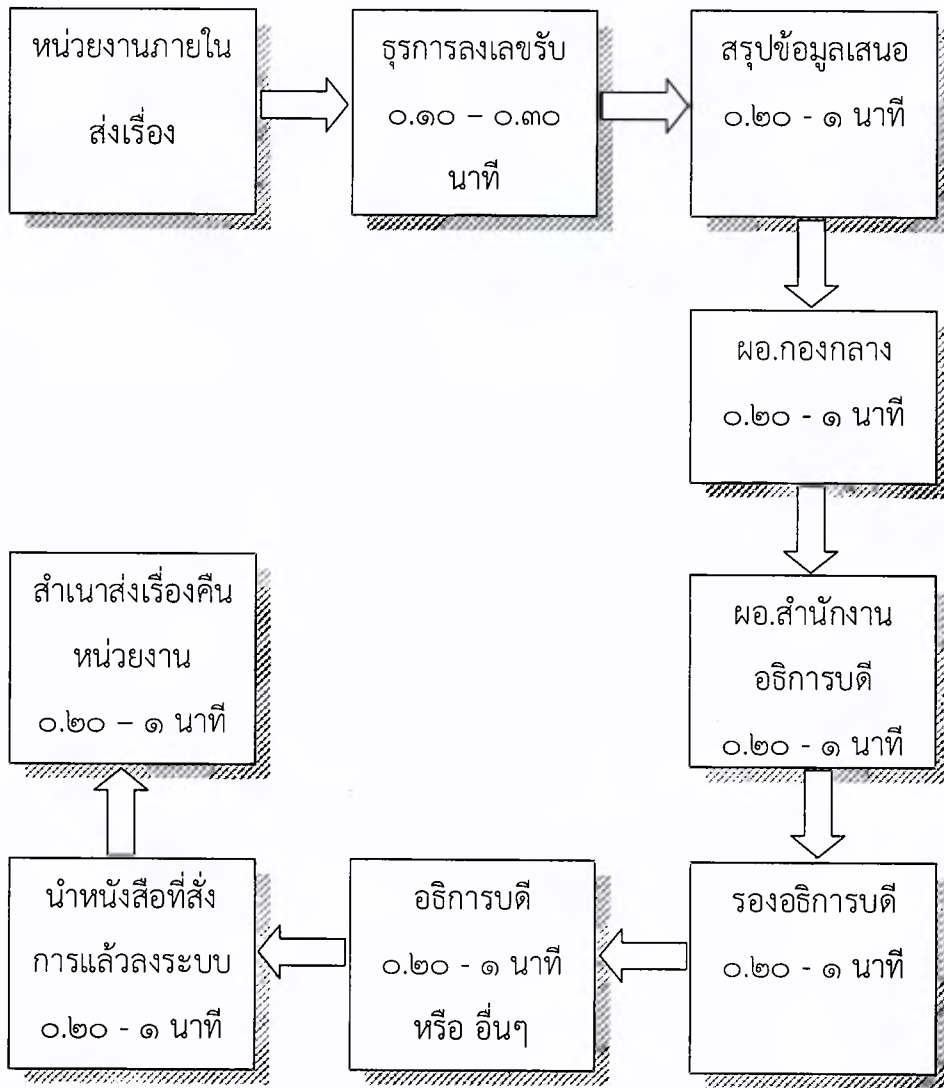 หน่วยงานภายใน
ส่งเรื่อง
ธุรการลงเลขรับ
๐.๑๐ – ๐.๓๐
นาที
สรุปข้อมูลเสนอ
๐.๒๐ - ๑ นาที
ผอ.กองกลาง
๐.๒๐ - ๑ นาที
ผอ.สำนักงาน
อธิการบดี
๐.๒๐ - ๑ นาที
รองอธิการบดี
๐.๒๐ - ๑ นาที
อธิการบดี
๐.๒๐ - ๑ นาที
หรือ อื่นๆ
นำหนังสือที่สั่ง
การแล้วลงระบบ
๐.๒๐ - ๑ นาที
สำเนาส่งเรื่องคืน
หน่วยงาน
๐.๒๐ – ๑ นาที